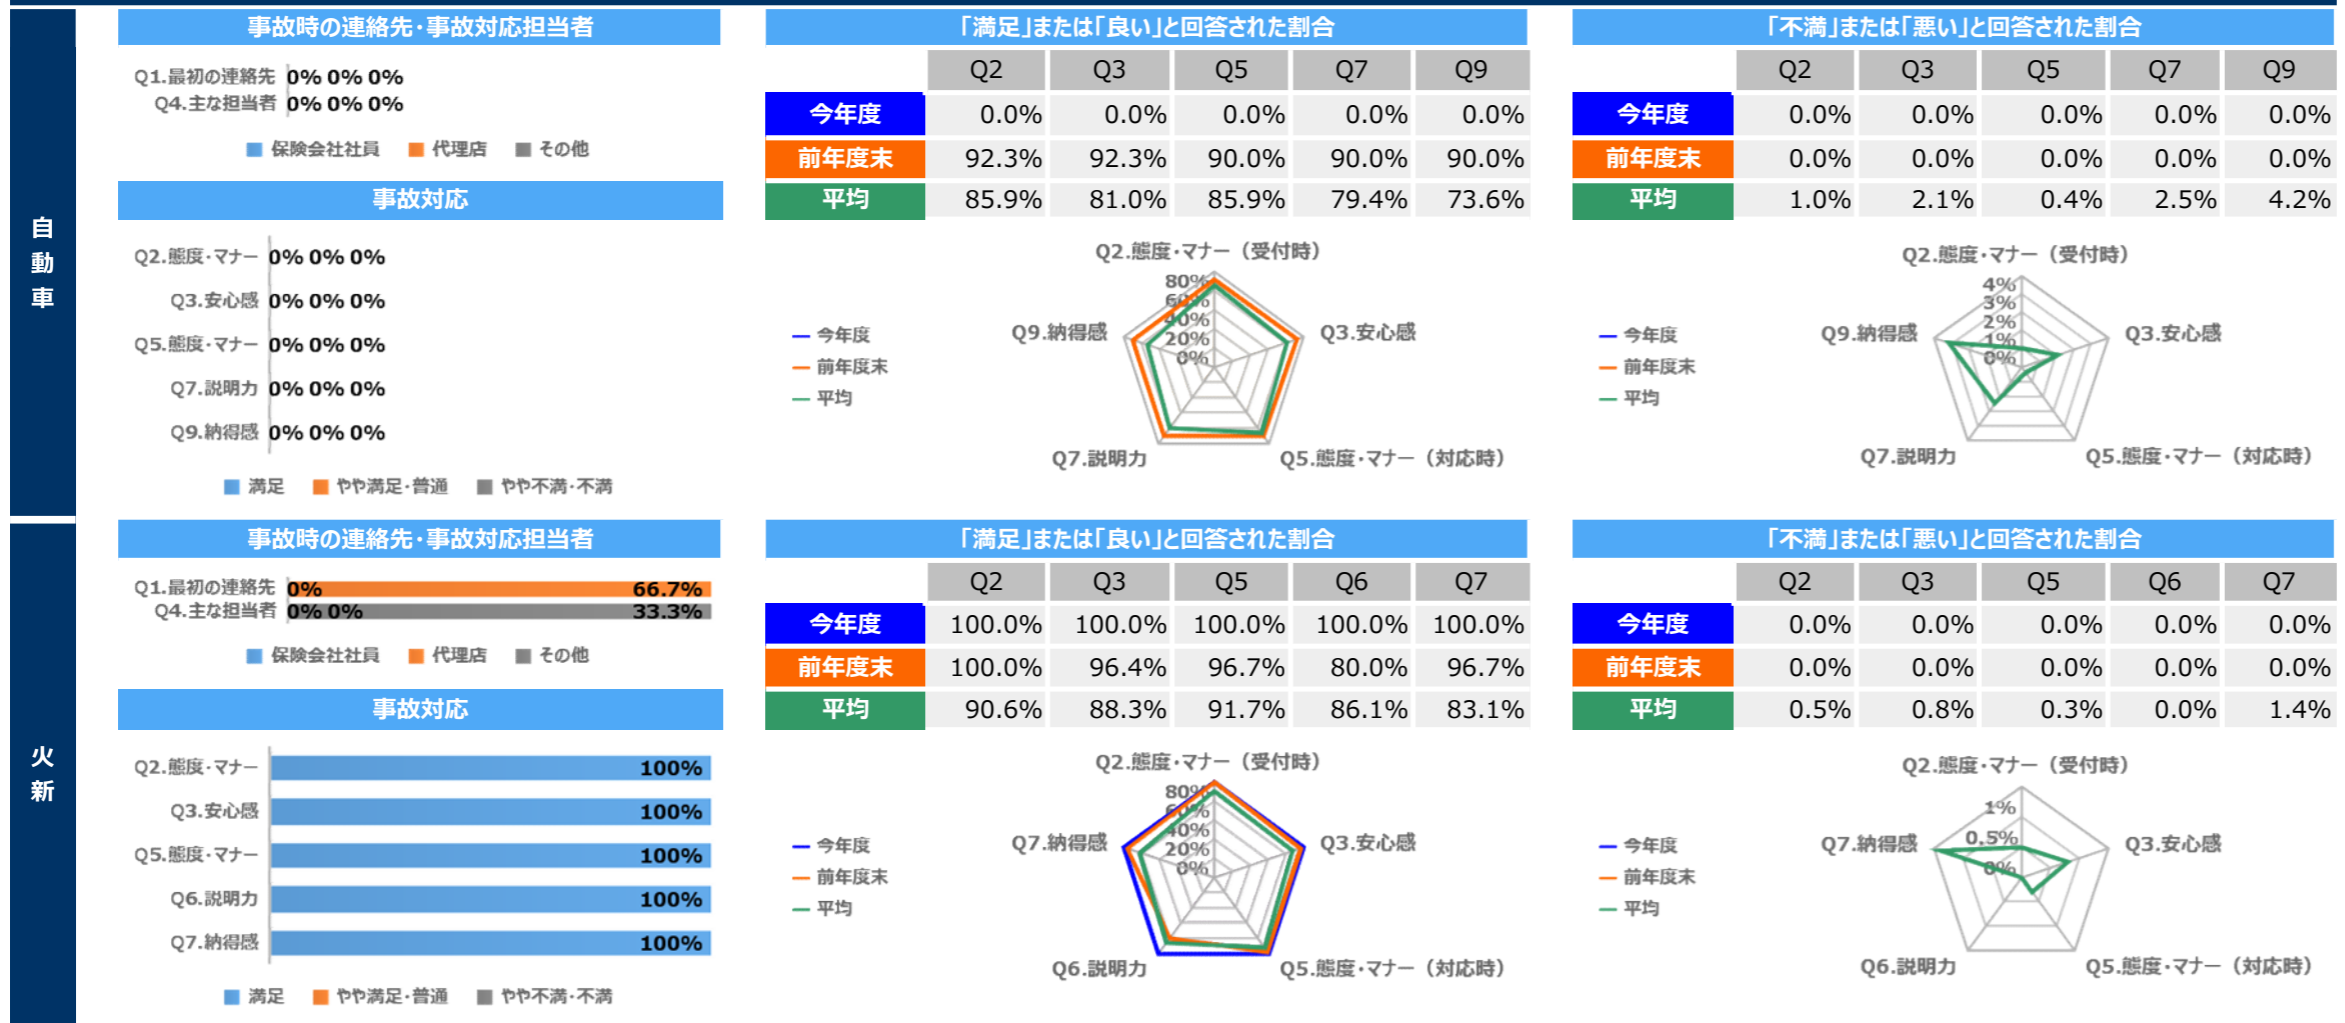 自動車
事故時の連絡先・事故対応担当者
Q1.最初の連絡先 0% 0% 0%
Q4.主な担当者 0% 0% 0%
保険会社社員 代理店 その他
事故対応
Q2.態度・マナー 0% 0% 0%
Q3.安心感 0% 0% 0%
Q5.態度・マナー 0% 0% 0%
Q7.説明力 0% 0% 0%
Q9.納得感 0% 0% 0%
満足 やや満足・普通 やや不満・不満
「満足」または「良い」と回答された割合
Q2 Q3 Q5 Q7 Q9
今年度 0.0% 0.0% 0.0% 0.0% 0.0%
前年度末 92.3% 92.3% 90.0% 90.0% 90.0%
平均 85.9% 81.0% 85.9% 79.4% 73.6%
Q2.態度・マナー（受付時）
80%
60%
40%
20%
0%
Q9.納得感
Q3.安心感
今年度
前年度末
平均
Q7.説明力
Q5.態度・マナー（対応時）
「不満」または「悪い」と回答された割合
Q2 Q3 Q5 Q7 Q9
今年度 0.0% 0.0% 0.0% 0.0% 0.0%
前年度末 0.0% 0.0% 0.0% 0.0% 0.0%
平均 1.0% 2.1% 0.4% 2.5% 4.2%
Q2.態度・マナー（受付時）
4%
3%
2%
1%
0%
Q9.納得感
Q3.安心感
今年度
前年度末
平均
Q7.説明力
Q5.態度・マナー（対応時）
火新
事故時の連絡先・事故対応担当者
Q1.最初の連絡先 0% 66.7%
Q4.主な担当者 0% 0% 33.3%
保険会社社員 代理店 その他
事故対応
Q2.態度・マナー 100%
Q3.安心感 100%
Q5.態度・マナー 100%
Q6.説明力 100%
Q7.納得感 100%
満足 やや満足・普通 やや不満・不満
「満足」または「良い」と回答された割合
Q2 Q3 Q5 Q6 Q7
今年度 100.0% 100.0% 100.0% 100.0% 100.0%
前年度末 100.0% 96.4% 96.7% 80.0% 96.7%
平均 90.6% 88.3% 91.7% 86.1% 83.1%
Q2.態度・マナー（受付時）
80%
60%
40%
20%
0%
Q7.納得感
Q3.安心感
今年度
前年度末
平均
Q6.説明力
Q5.態度・マナー（対応時）
「不満」または「悪い」と回答された割合
Q2 Q3 Q5 Q6 Q7
今年度 0.0% 0.0% 0.0% 0.0% 0.0%
前年度末 0.0% 0.0% 0.0% 0.0% 0.0%
平均 0.5% 0.8% 0.3% 0.0% 1.4%
Q2.態度・マナー（受付時）
1%
0.5%
0%
Q7.納得感
Q3.安心感
今年度
前年度末
平均
Q6.説明力
Q5.態度・マナー（対応時）